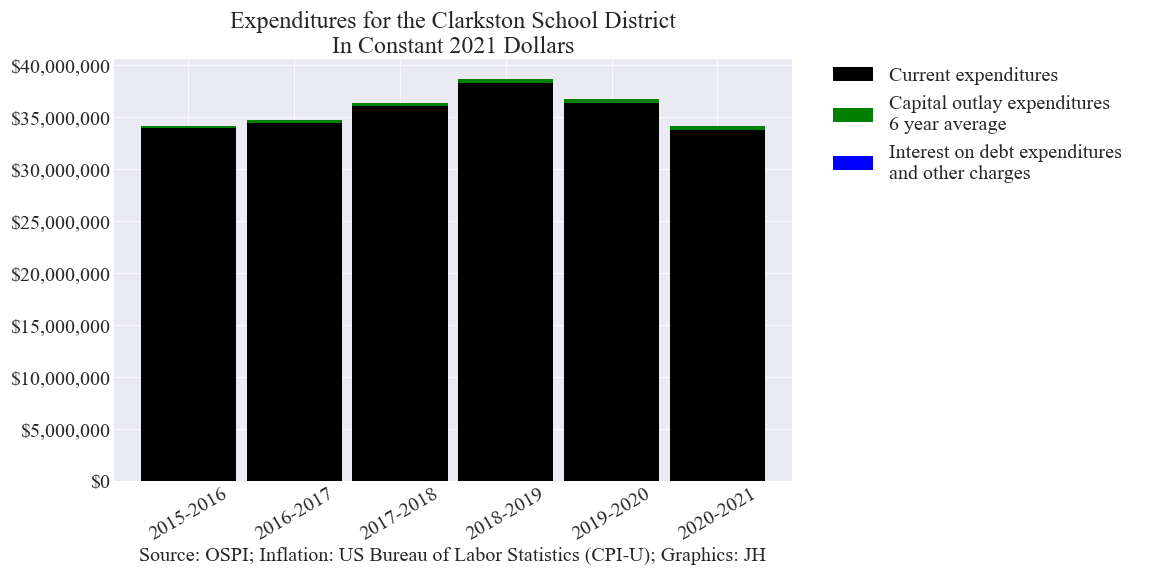 Expenditures for the Clarkston School District
In Constant 2021 Dollars
$40,000,000
$35,000,000
$30,000,000
$25,000,000
$20,000,000
$15,000,000
$10,000,000
$5,000,000
$0
2015-2016
2016-2017
2017-2018
2018-2019
2019-2020
2020-2021
Source: OSPI; Inflation: US Bureau of Labor Statistics (CPI-U); Graphics: JH
Current expenditures
Capital outlay expenditures
6 year average
Interest on debt expenditures
and other charges